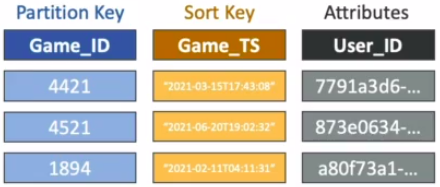 Partition Key Sort Key Attributes
Game_ID Game_TS User_ID
4421 "2021-03-15T17:43:08" 7791a3d6-...
4521 "2021-06-20T19:02:32" 873e0634-...
1894 "2021-02-11T04:11:31" a80f73a1-...